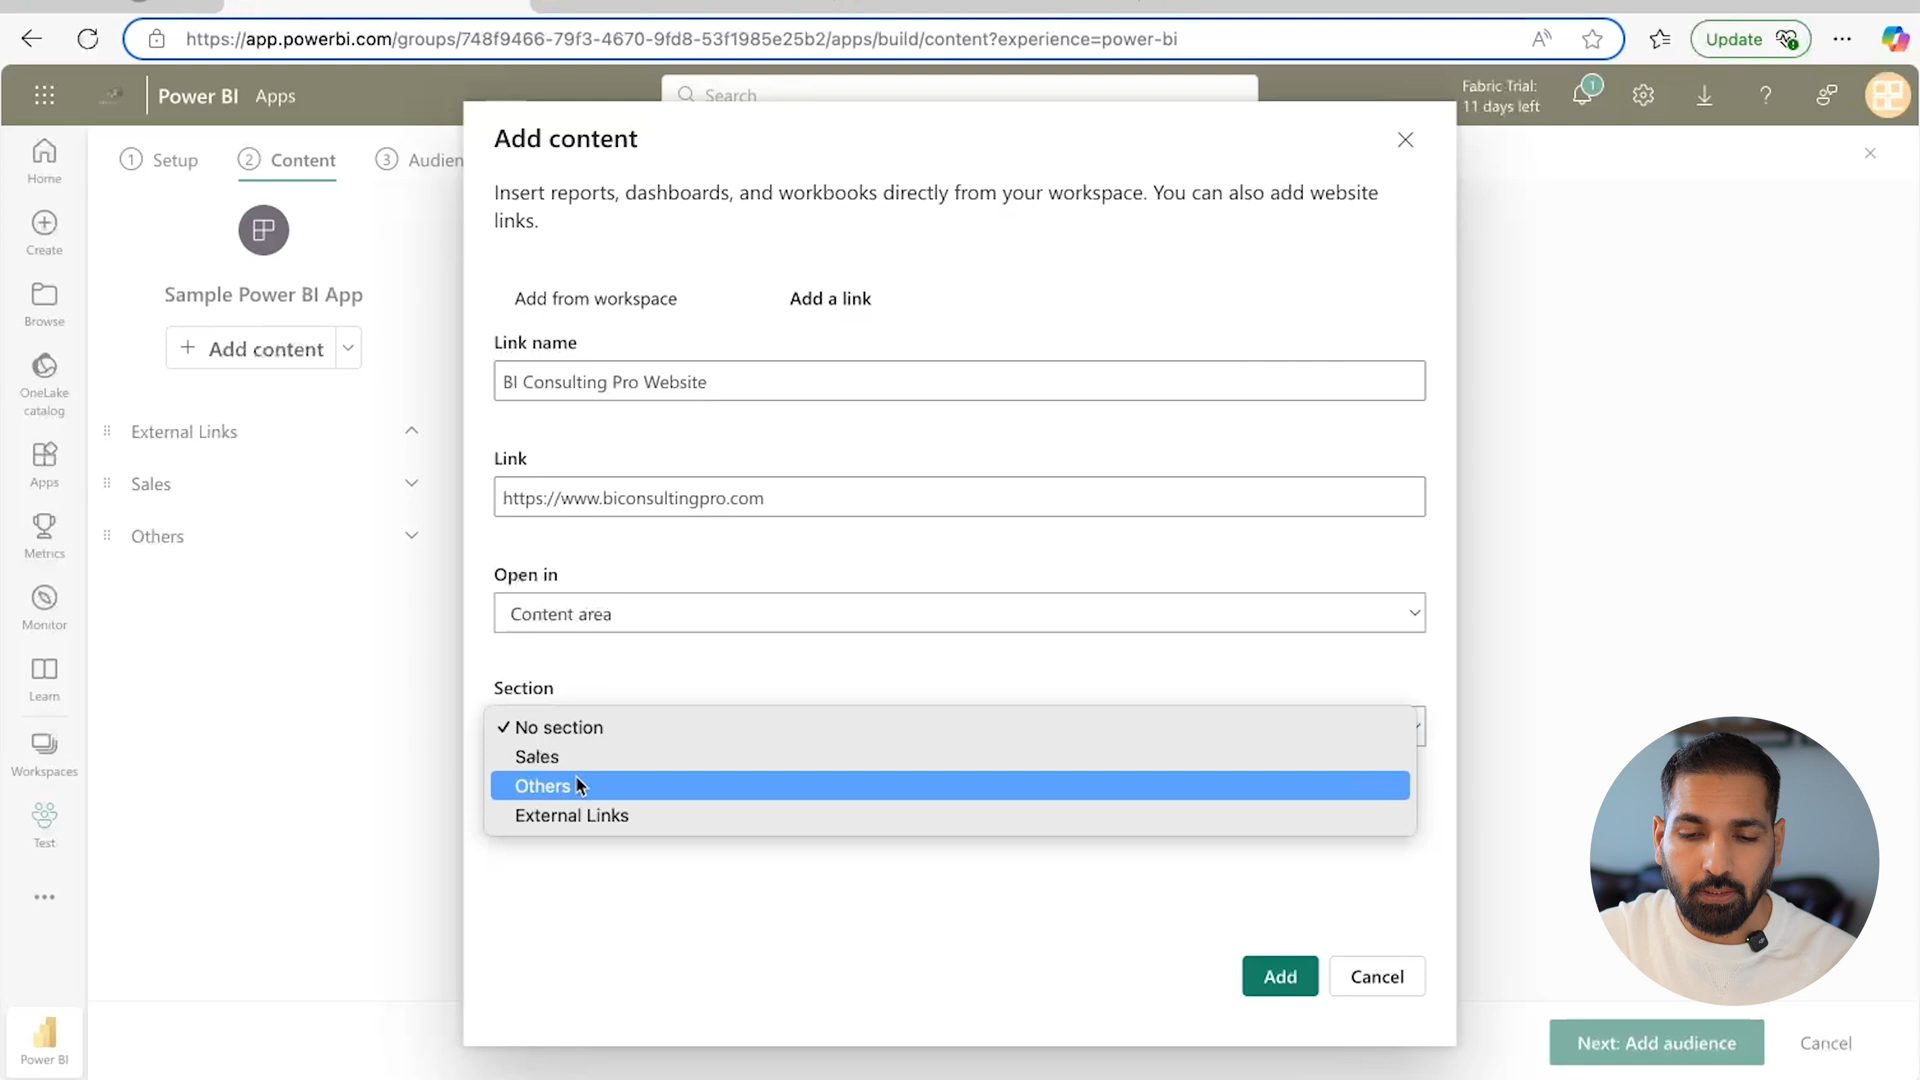 https://app.powerbi.com/groups/748f9466-79f3-4670-9fd8-53f1985e25b2/apps/build/content?experience=power-bi
Update
Power BI Apps
Search
Fabric Trial:
11 days left
1
Home
Create
Browse
OneLake
catalog
Apps
Metrics
Monitor
Learn
Workspaces
Test
Power BI
1 Setup
2 Content
3 Audien
Sample Power BI App
Add content
External Links
Sales
Others
Add content
Insert reports, dashboards, and workbooks directly from your workspace. You can also add website
links.
Add from workspace
Add a link
Link name
BI Consulting Pro Website
Link
https://www.biconsultingpro.com
Open in
Content area
Section
✓ No section
Sales
Others
External Links
Add
Cancel
Next: Add audience
Cancel